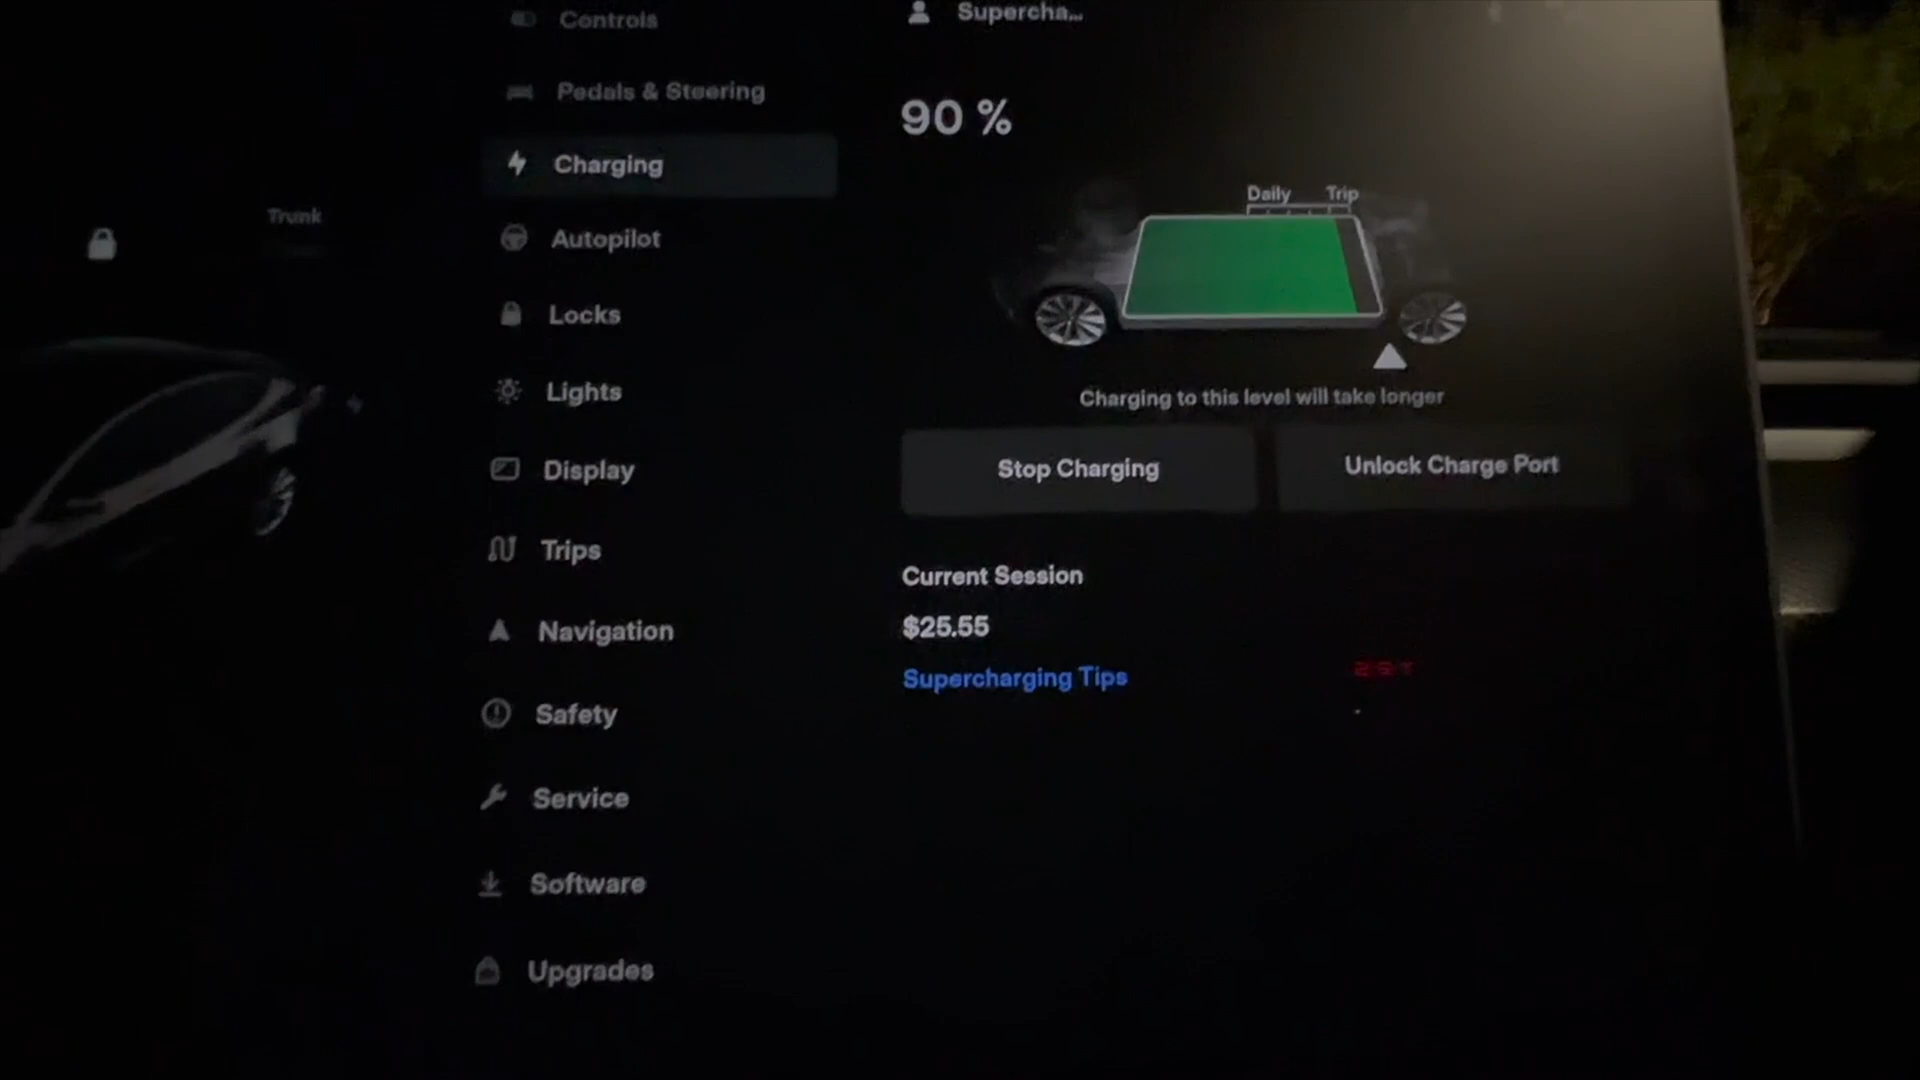 Controls
Pedals & Steering
Charging
Autopilot
Locks
Lights
Display
Trips
Navigation
Safety
Service
Software
Upgrades
Trunk
Supercha...
90 %
Daily Trip
Charging to this level will take longer
Stop Charging
Unlock Charge Port
Current Session
$25.55
Supercharging Tips